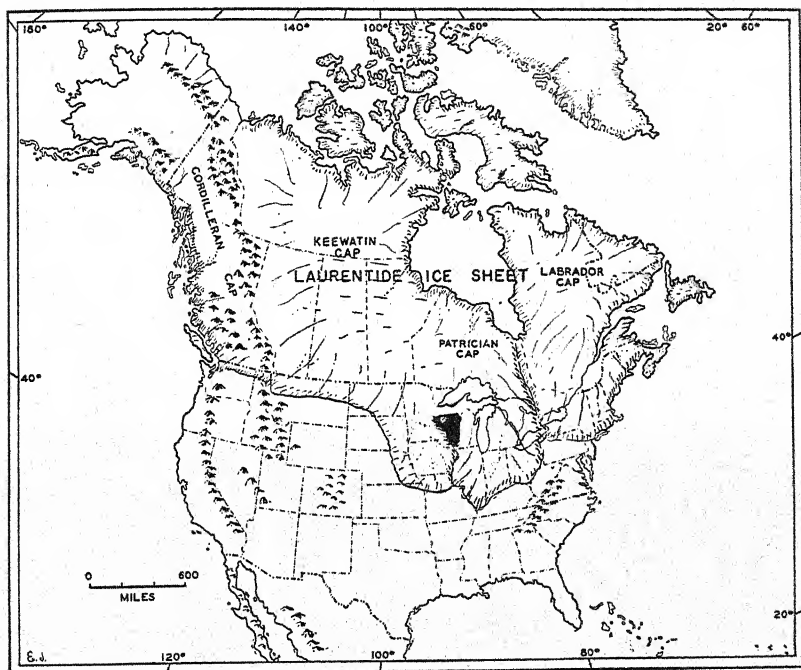 180° 140° 100° 60° 20° 60°
CORDILLERAN
CAP
KEEWATIN
CAP
LAURENTIDE ICE SHEET
LABRADOR
CAP
PATRICIAN
CAP
40° 40°
0 600
MILES
20°
E.J. 120° 100° 80°